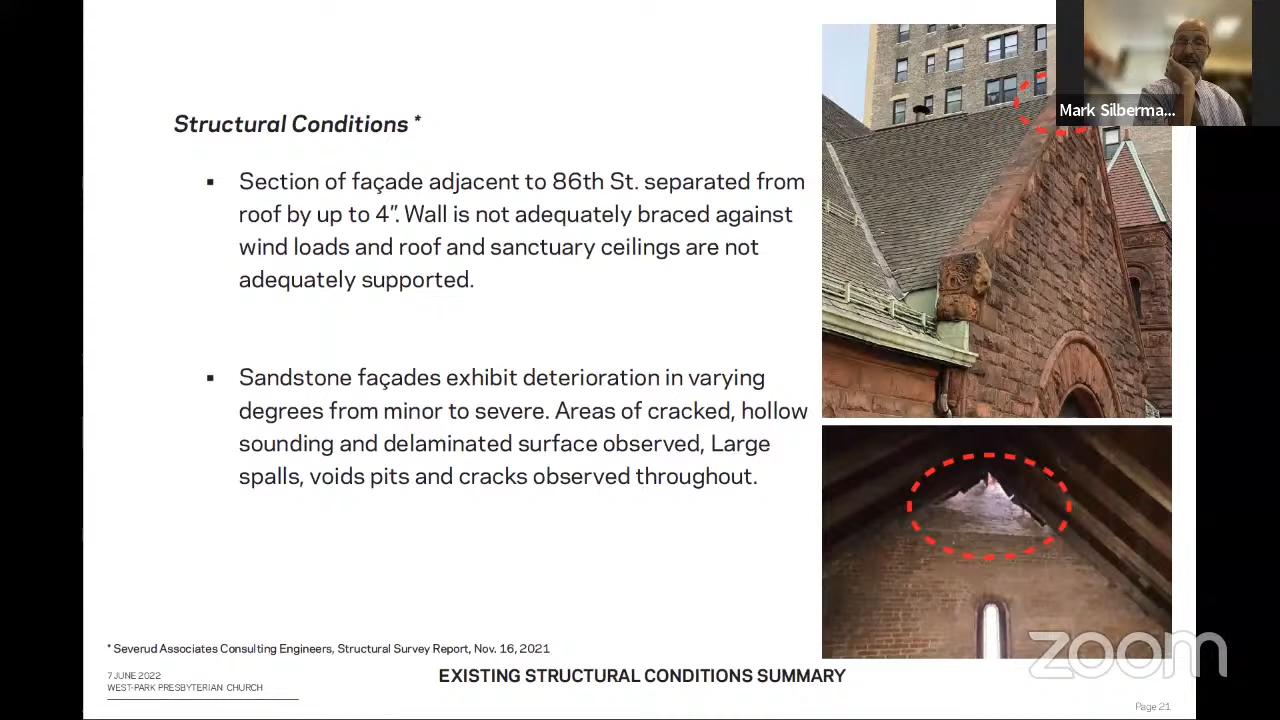 Mark Silberma...
Structural Conditions *
▪ Section of façade adjacent to 86th St. separated from
roof by up to 4”. Wall is not adequately braced against
wind loads and roof and sanctuary ceilings are not
adequately supported.
▪ Sandstone façades exhibit deterioration in varying
degrees from minor to severe. Areas of cracked, hollow
sounding and delaminated surface observed, Large
spalls, voids pits and cracks observed throughout.
* Severud Associates Consulting Engineers, Structural Survey Report, Nov. 16, 2021
7 JUNE 2022
WEST-PARK PRESBYTERIAN CHURCH
EXISTING STRUCTURAL CONDITIONS SUMMARY
zoom
Page 21